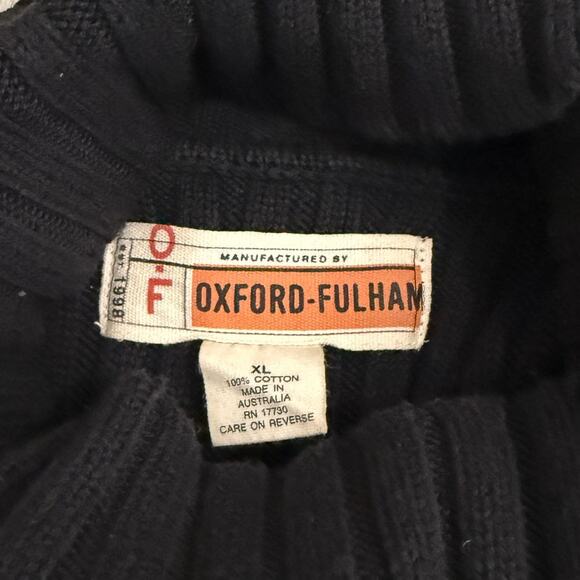 O.F
EST. 1998
MANUFACTURED BY
OXFORD-FULHAM
XL
100% COTTON
MADE IN
AUSTRALIA
RN 17730
CARE ON REVERSE